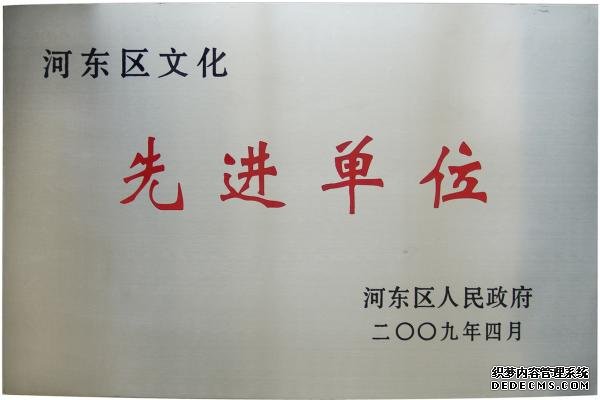 河东区文化
先进单位
河东区人民政府
二〇〇九年四月
织梦内容管理系统
DEDECMS.COM